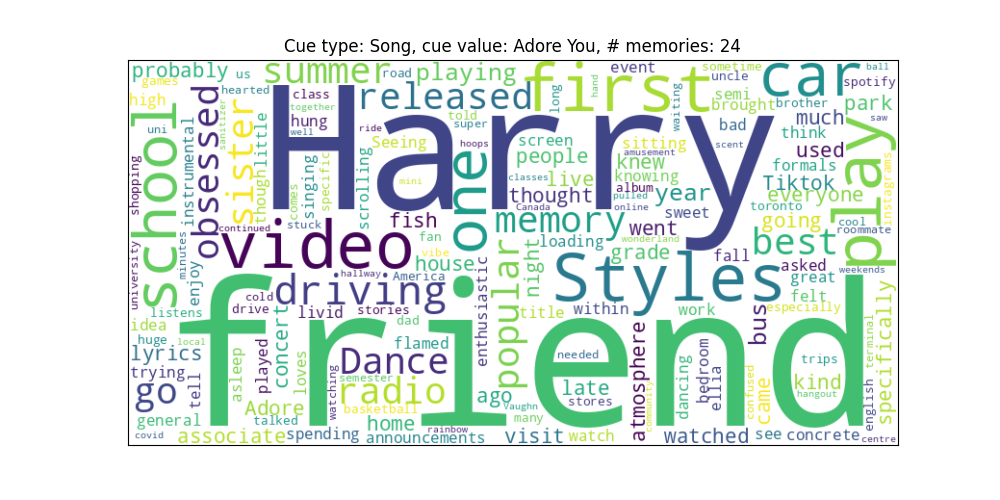 Cue type: Song, cue value: Adore You, # memories: 24
probably us summer road playing event sometime uncle car ball
games hearted class released first semi spotify
high together told long hand waiting brought brother park
school uni sanitizer hung well ride super screen sitting bad much saw
obsessed sister little Harry Seeing hoops people amusement knew think used play
shopping instrumental though singing specific scrolling mini one classes live knowing scent formals
thought album pulled year Tiktok everyone instagrams
comes stuck fish Canada memory online went sweet toronto cool
continued video fan popular loading wonderland grade fall going best roommate
university minutes enjoy vibe house night Styles asked great weekends
listens hallway America driving felt
cold drive livid stories enthusiastic title within work bus especially specifically
idea huge local concert dad friend atmosphere
lyrics played Dance flamed needed trips terminal
trying asleep loves semester late bedroom kind
go tell radio ago stores dancing ellia confused came hangout
Adore watching basketball Vaughn community english
general talked home many
covid associate spending rainbow announcements visit watch watched see concrete centre